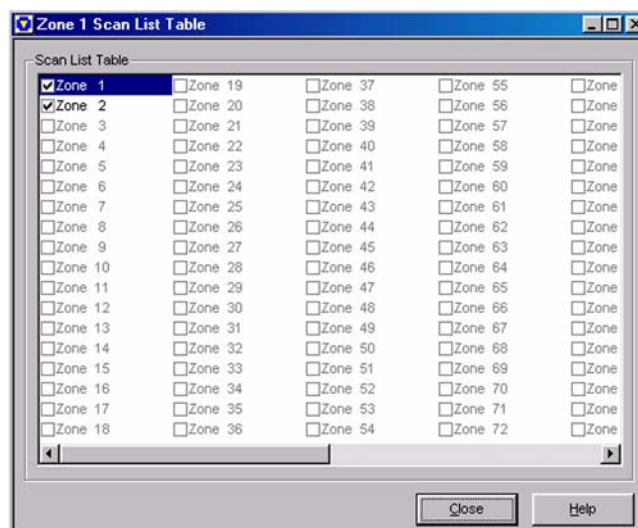 Zone 1 Scan List Table
Scan List Table
Zone 1 Zone 19 Zone 37 Zone 55 Zone
Zone 2 Zone 20 Zone 38 Zone 56 Zone
Zone 3 Zone 21 Zone 39 Zone 57 Zone
Zone 4 Zone 22 Zone 40 Zone 58 Zone
Zone 5 Zone 23 Zone 41 Zone 59 Zone
Zone 6 Zone 24 Zone 42 Zone 60 Zone
Zone 7 Zone 25 Zone 43 Zone 61 Zone
Zone 8 Zone 26 Zone 44 Zone 62 Zone
Zone 9 Zone 27 Zone 45 Zone 63 Zone
Zone 10 Zone 28 Zone 46 Zone 64 Zone
Zone 11 Zone 29 Zone 47 Zone 65 Zone
Zone 12 Zone 30 Zone 48 Zone 66 Zone
Zone 13 Zone 31 Zone 49 Zone 67 Zone
Zone 14 Zone 32 Zone 50 Zone 68 Zone
Zone 15 Zone 33 Zone 51 Zone 69 Zone
Zone 16 Zone 34 Zone 52 Zone 70 Zone
Zone 17 Zone 35 Zone 53 Zone 71 Zone
Zone 18 Zone 36 Zone 54 Zone 72 Zone
Close Help